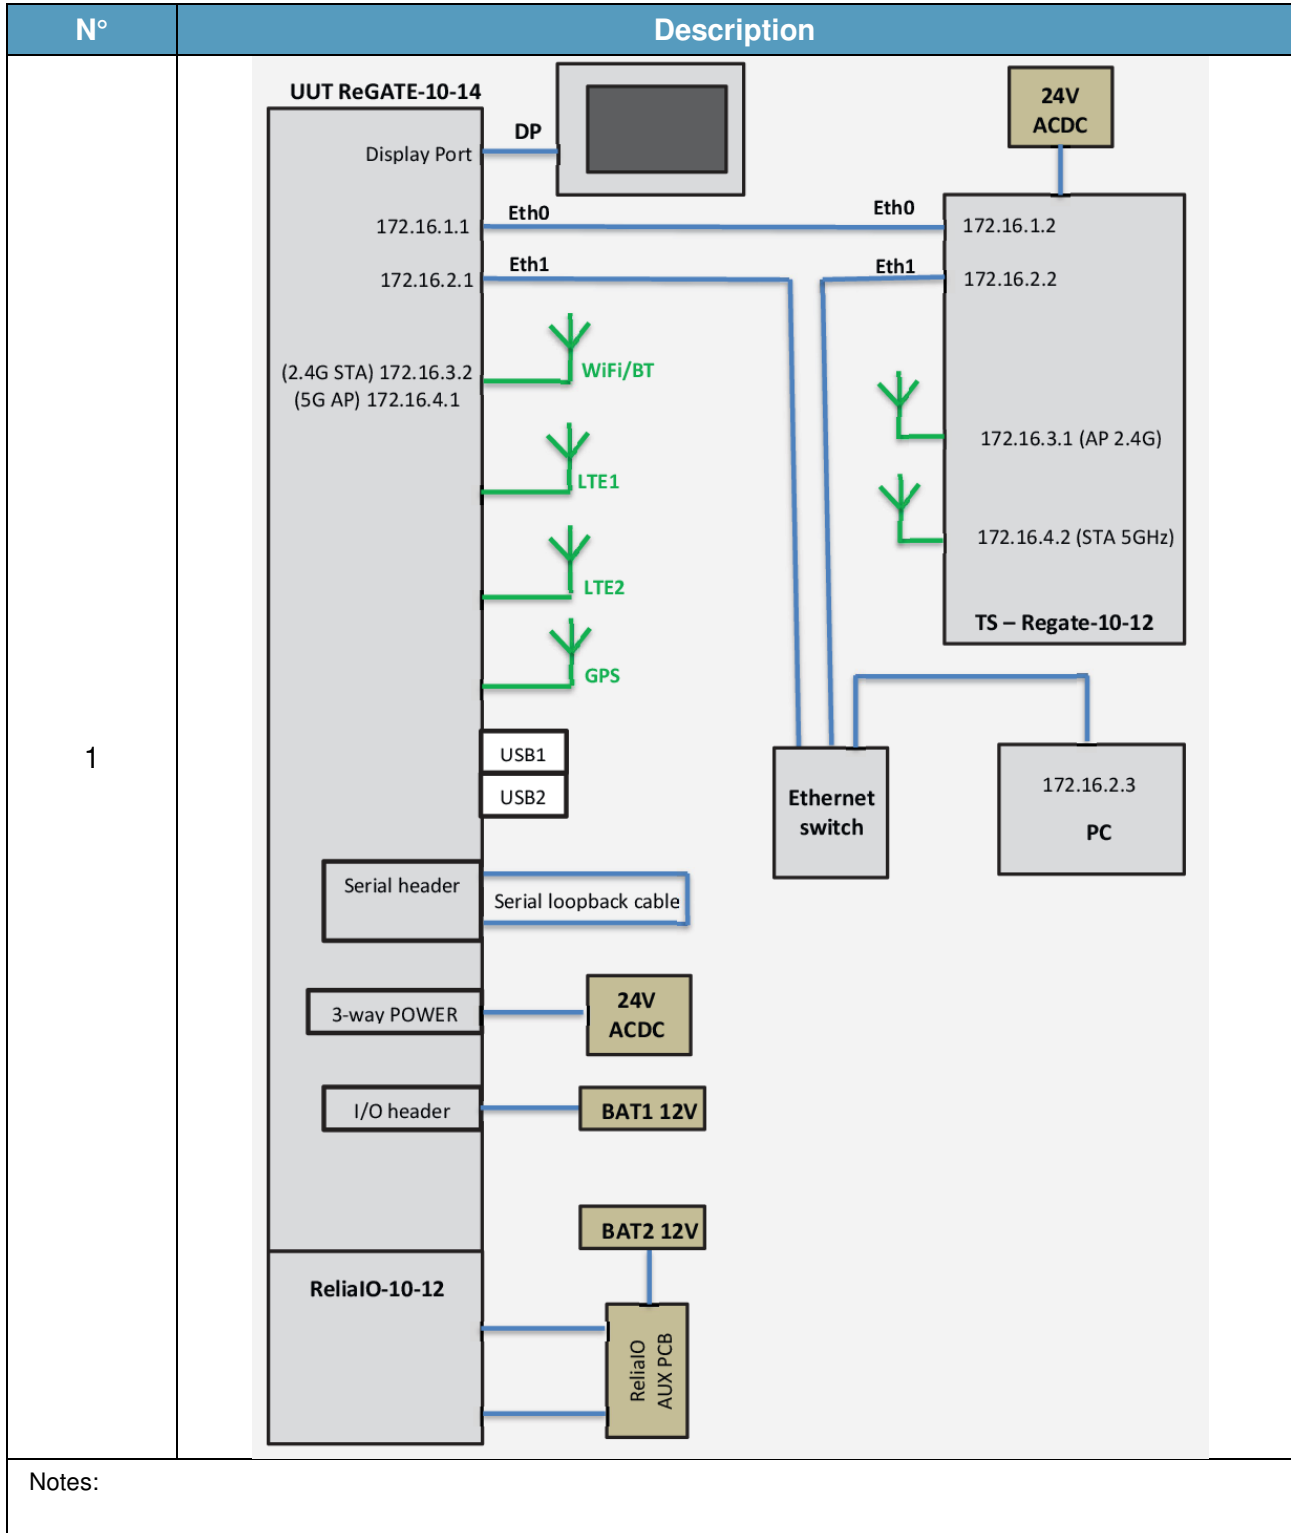 N° Description
UUT ReGATE-10-14
24V
ACDC
DP
Display Port
Eth0
Eth0
172.16.1.1
172.16.1.2
Eth1
Eth1
172.16.2.1
172.16.2.2
(2.4G STA) 172.16.3.2
(5G AP) 172.16.4.1
WiFi/BT
172.16.3.1 (AP 2.4G)
LTE1
172.16.4.2 (STA 5GHz)
LTE2
TS – Regate-10-12
GPS
1
USB1
USB2
Ethernet
switch
172.16.2.3
PC
Serial header
Serial loopback cable
3-way POWER
24V
ACDC
I/O header
BAT1 12V
BAT2 12V
ReliaIO-10-12
ReliaIO
AUX PCB
Notes: